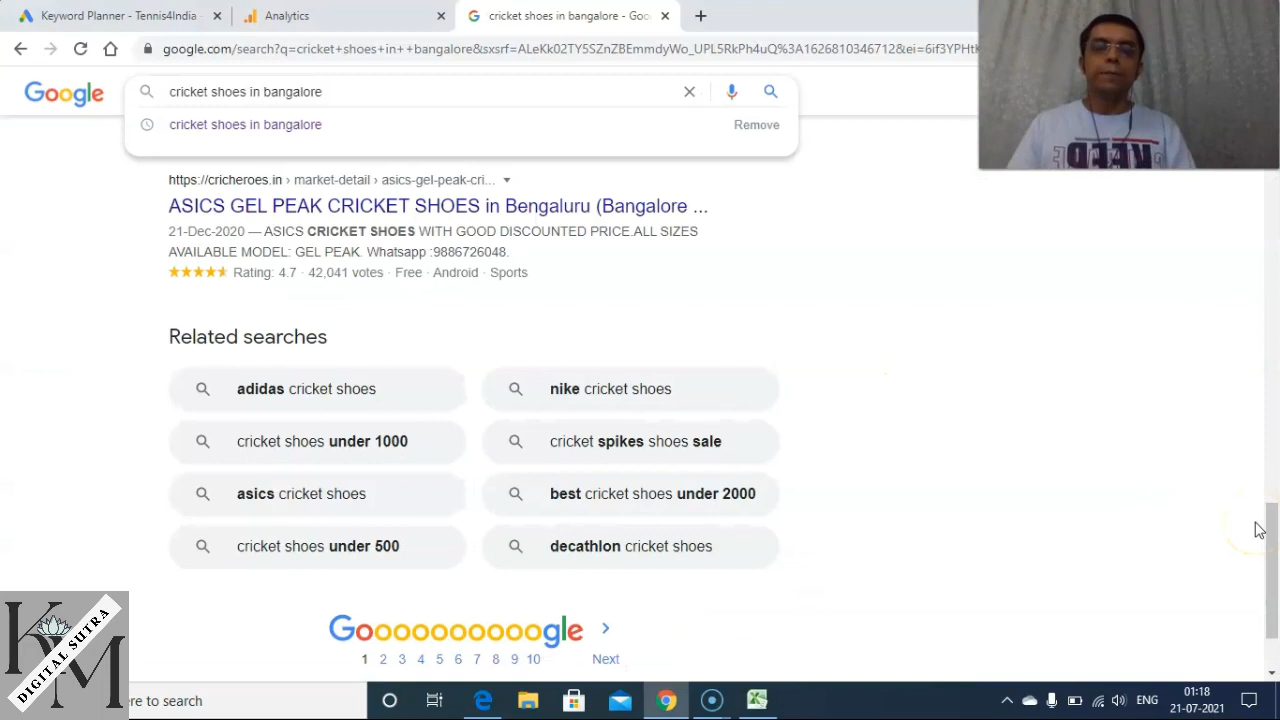 Keyword Planner - Tennis4India
Analytics
cricket shoes in bangalore - Goo
google.com/search?q=cricket+shoes+in++bangalore&sxsrf=ALeKk02TY5SZnZBEmmdyWo_UPL5RkPh4uQ%3A1626810346712&ei=6if3YPHtK
Google
cricket shoes in bangalore
cricket shoes in bangalore
Remove
https://cricheroes.in › market-detail › asics-gel-peak-cri...
ASICS GEL PEAK CRICKET SHOES in Bengaluru (Bangalore ...
21-Dec-2020 — ASICS CRICKET SHOES WITH GOOD DISCOUNTED PRICE.ALL SIZES
AVAILABLE MODEL: GEL PEAK. Whatsapp :9886726048.
Rating: 4.7 · 42,041 votes · Free · Android · Sports
Related searches
adidas cricket shoes
nike cricket shoes
cricket shoes under 1000
cricket spikes shoes sale
asics cricket shoes
best cricket shoes under 2000
cricket shoes under 500
decathlon cricket shoes
Goooooooooogle
1 2 3 4 5 6 7 8 9 10 Next
KM
DIGITAL SUTRA
ere to search
ENG
01:18
21-07-2021
KEEP